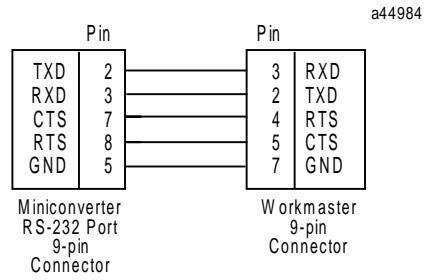 a44984
Pin Pin
TXD 2 3 RXD
RXD 3 2 TXD
CTS 7 4 RTS
RTS 8 5 CTS
GND 5 7 GND
Miniconverter
RS-232 Port
9-pin
Connector
Workmaster
9-pin
Connector